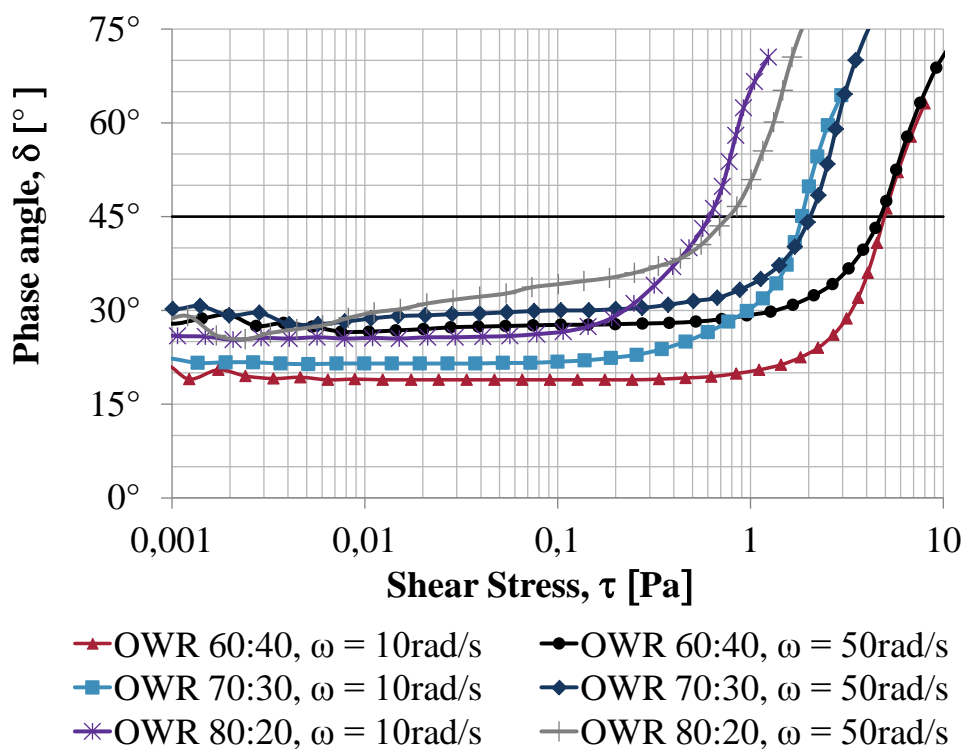 75°
60°
45°
30°
15°
0°
Phase angle, δ [°]
0,001 0,01 0,1 1 10
Shear Stress, τ [Pa]
OWR 60:40, ω = 10rad/s
OWR 60:40, ω = 50rad/s
OWR 70:30, ω = 10rad/s
OWR 70:30, ω = 50rad/s
OWR 80:20, ω = 10rad/s
OWR 80:20, ω = 50rad/s